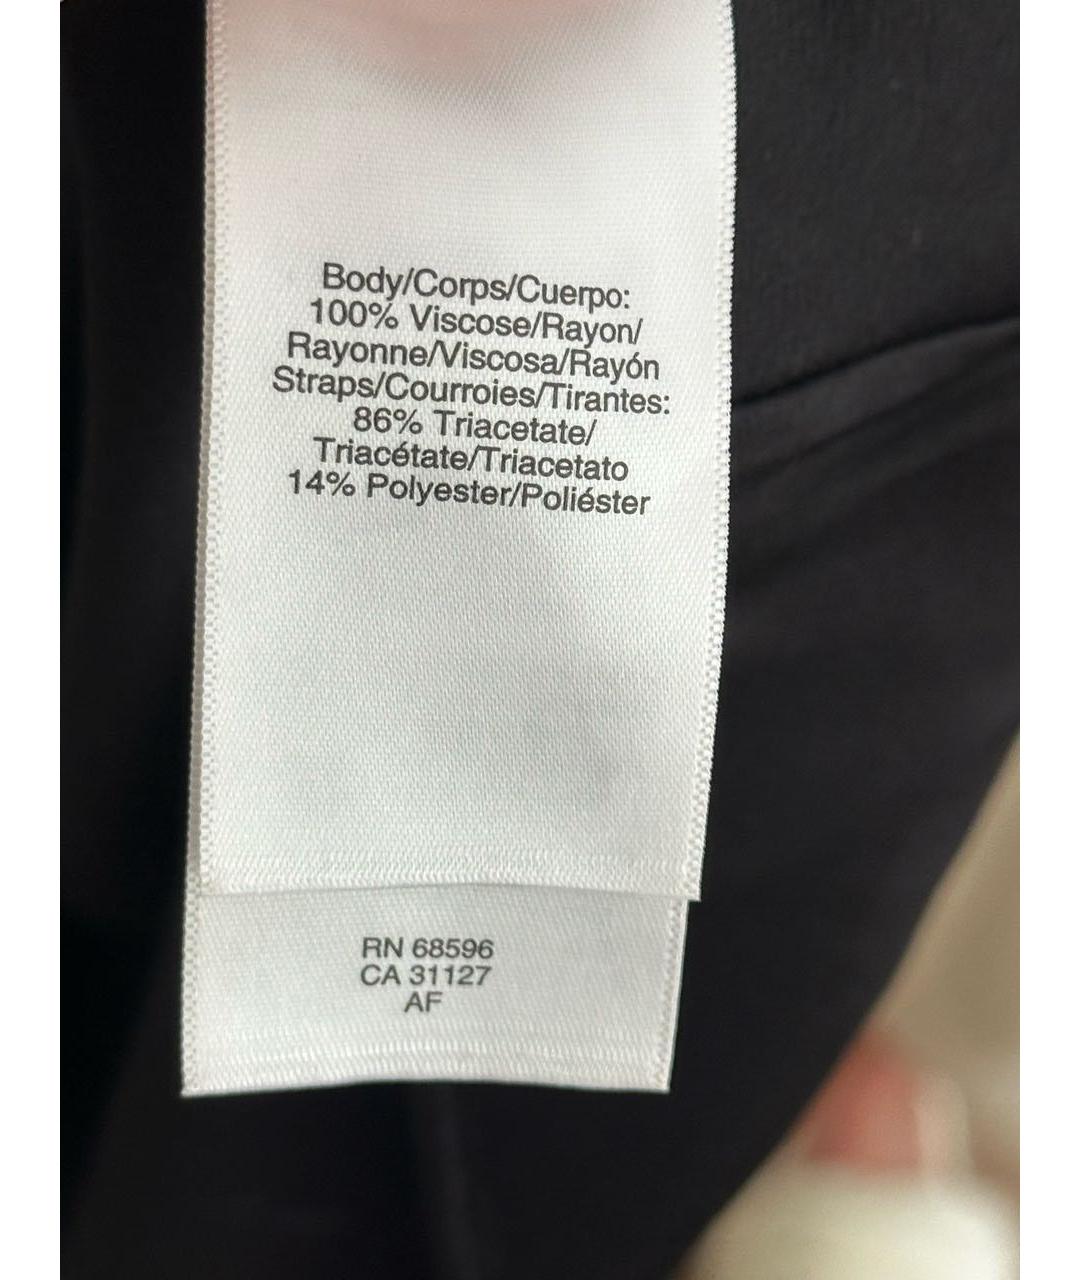 Body/Corps/Cuerpo:
100% Viscose/Rayon/
Rayonne/Viscosa/Rayón
Straps/Courroies/Tirantes:
86% Triacetate/
Triacétate/Triacetato
14% Polyester/Poliéster
RN 68596
CA 31127
AF